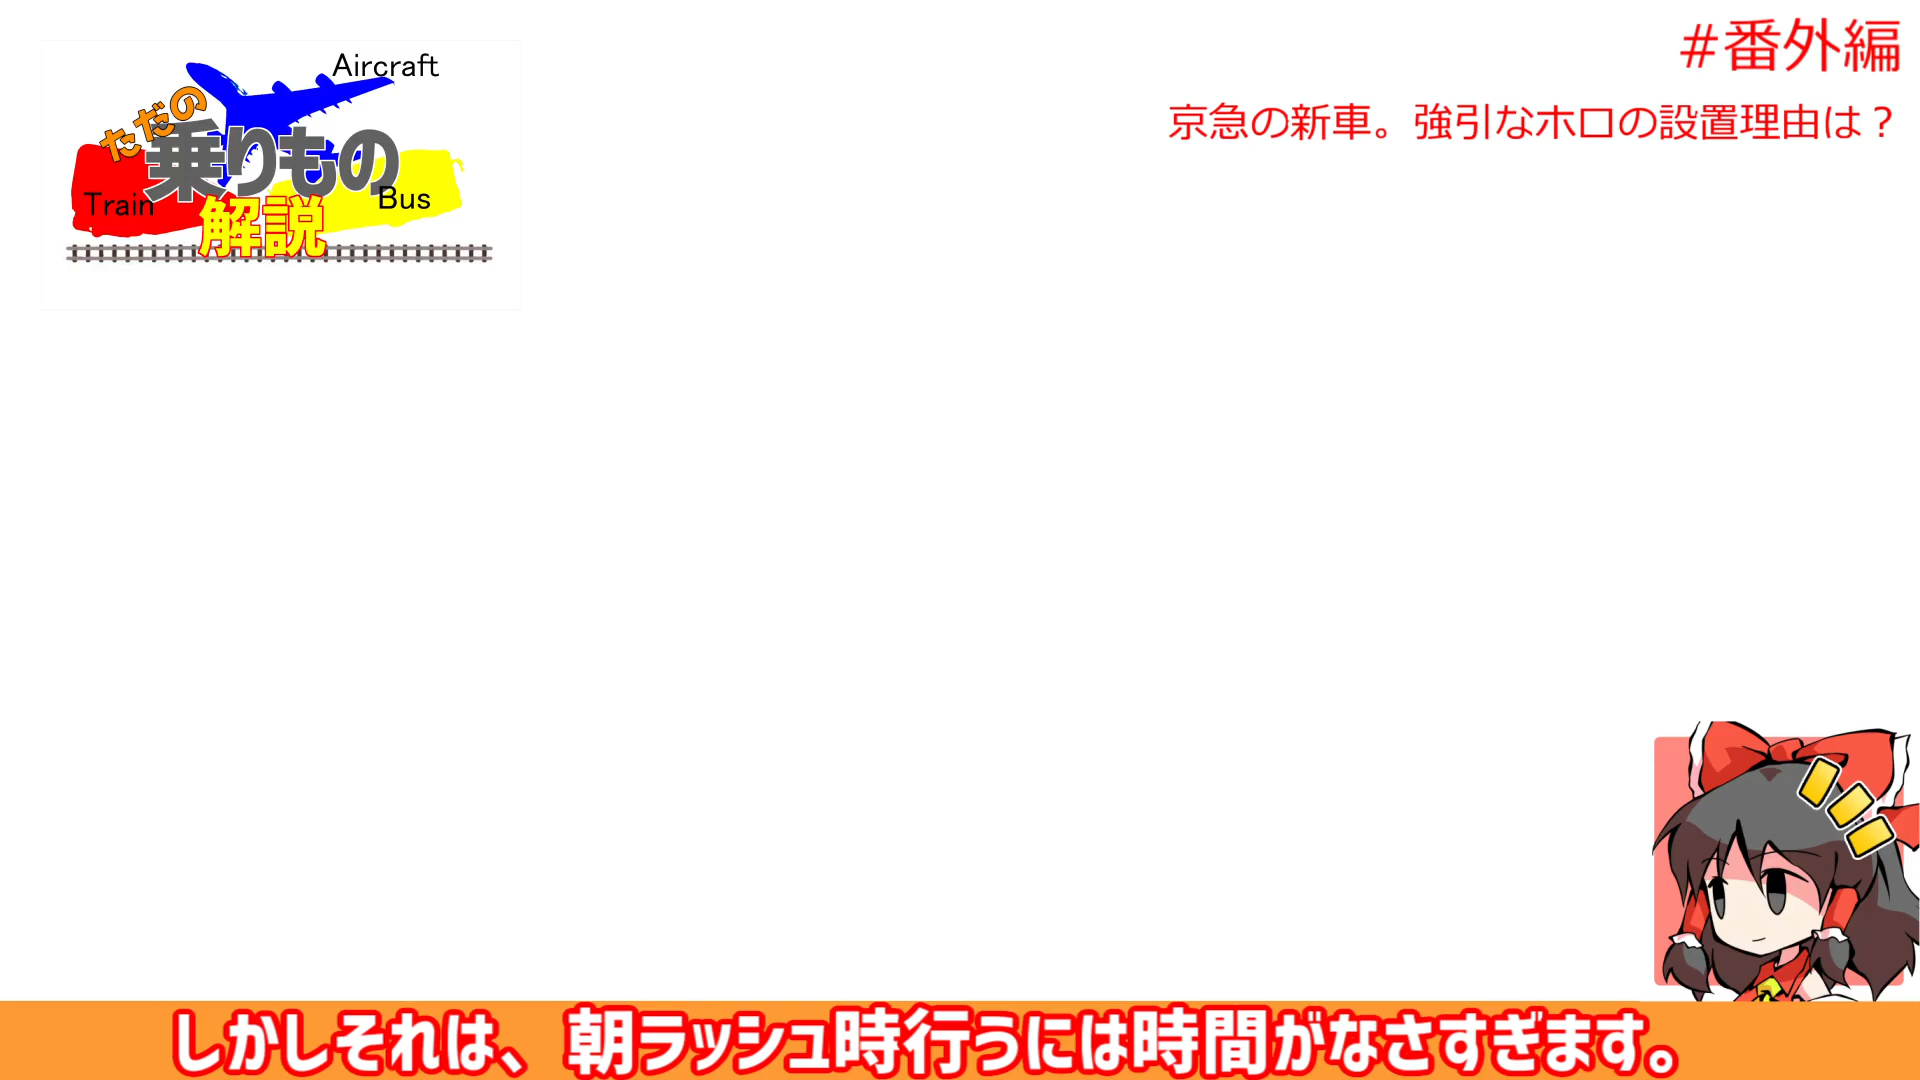 Aircraft
ただの
乗りもの
Train
Bus
解説
#番外編
京急の新車。強引なホロの設置理由は？
しかしそれは、朝ラッシュ時行うには時間がなさすぎます。